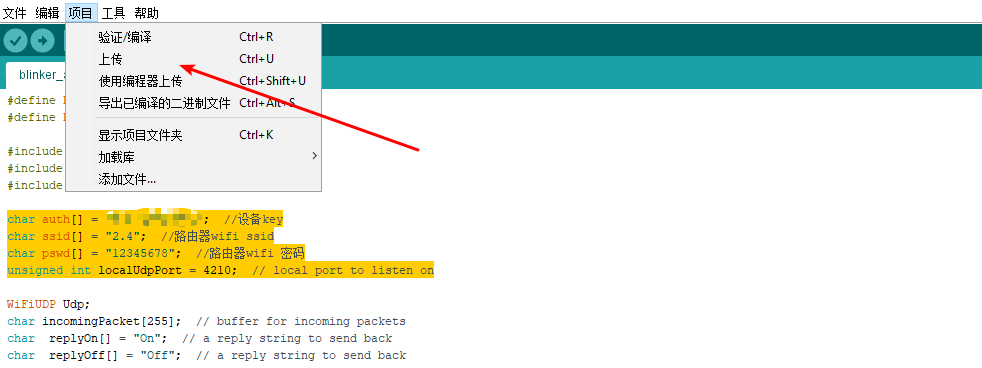 文件 编辑 项目 工具 帮助
验证/编译 Ctrl+R
上传 Ctrl+U
使用编程器上传 Ctrl+Shift+U
导出已编译的二进制文件 Ctrl+Alt+S
显示项目文件夹 Ctrl+K
加载库
添加文件...
blinker_a
#define
#define
#include
#include
#include
char auth[] = ; //设备key
char ssid[] = "2.4"; //路由器wifi ssid
char pswd[] = "12345678"; //路由器wifi 密码
unsigned int localUdpPort = 4210; // local port to listen on
WiFiUDP Udp;
char incomingPacket[255]; // buffer for incoming packets
char replyOn[] = "On"; // a reply string to send back
char replyOff[] = "Off"; // a reply string to send back